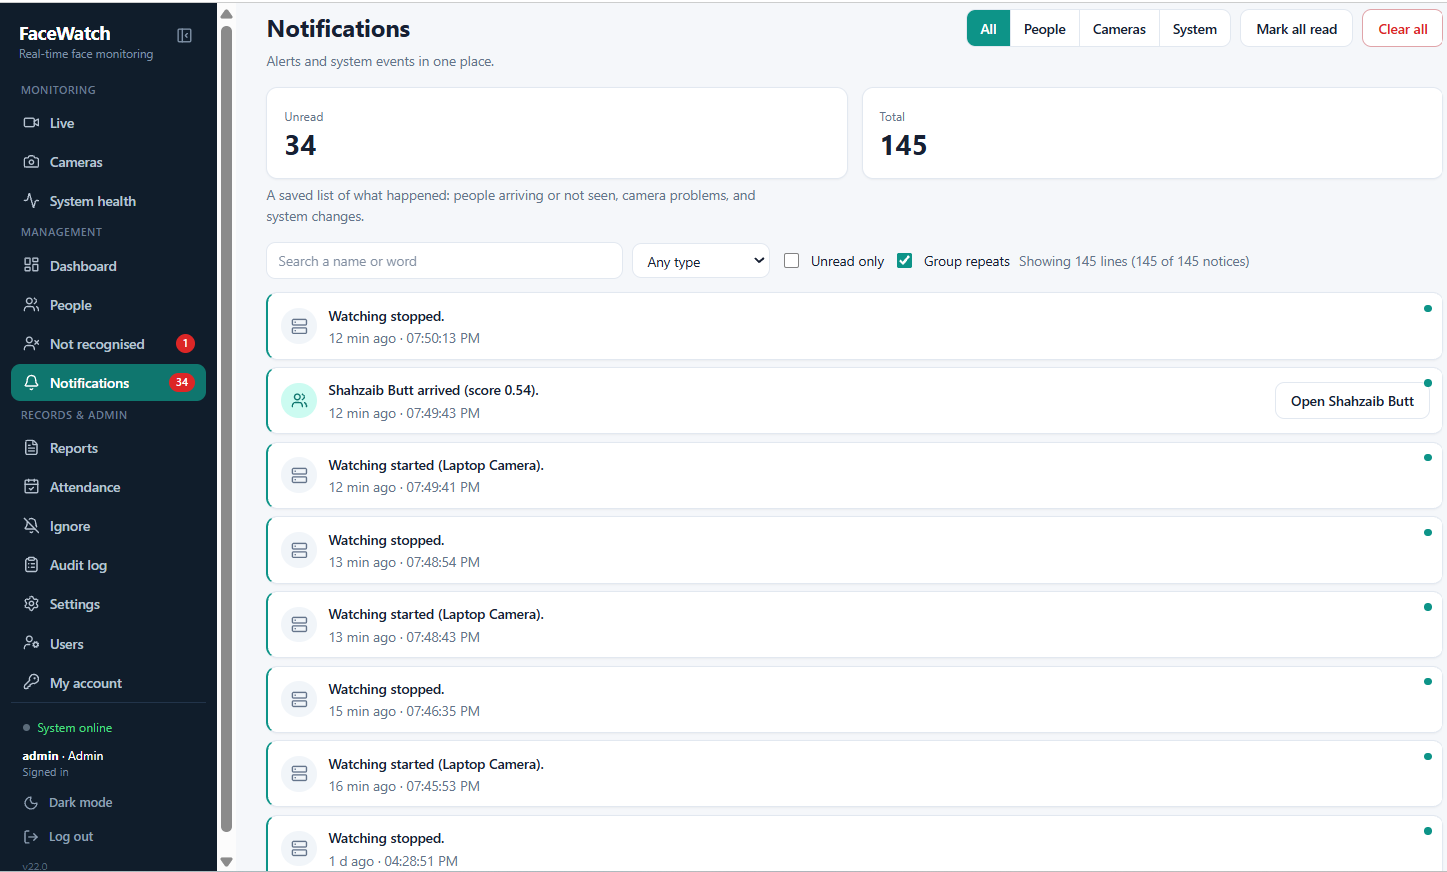 FaceWatch
Real-time face monitoring
MONITORING
Live
Cameras
System health
MANAGEMENT
Dashboard
People
Not recognised 1
Notifications 34
RECORDS & ADMIN
Reports
Attendance
Ignore
Audit log
Settings
Users
My account
System online
admin · Admin
Signed in
Dark mode
Log out
v22.0
Notifications
Alerts and system events in one place.
All People Cameras System Mark all read Clear all
Unread
34
Total
145
A saved list of what happened: people arriving or not seen, camera problems, and
system changes.
Search a name or word Any type Unread only Group repeats Showing 145 lines (145 of 145 notices)
Watching stopped.
12 min ago · 07:50:13 PM
Shahzaib Butt arrived (score 0.54).
12 min ago · 07:49:43 PM
Open Shahzaib Butt
Watching started (Laptop Camera).
12 min ago · 07:49:41 PM
Watching stopped.
13 min ago · 07:48:54 PM
Watching started (Laptop Camera).
13 min ago · 07:48:43 PM
Watching stopped.
15 min ago · 07:46:35 PM
Watching started (Laptop Camera).
16 min ago · 07:45:53 PM
Watching stopped.
1 d ago · 04:28:51 PM